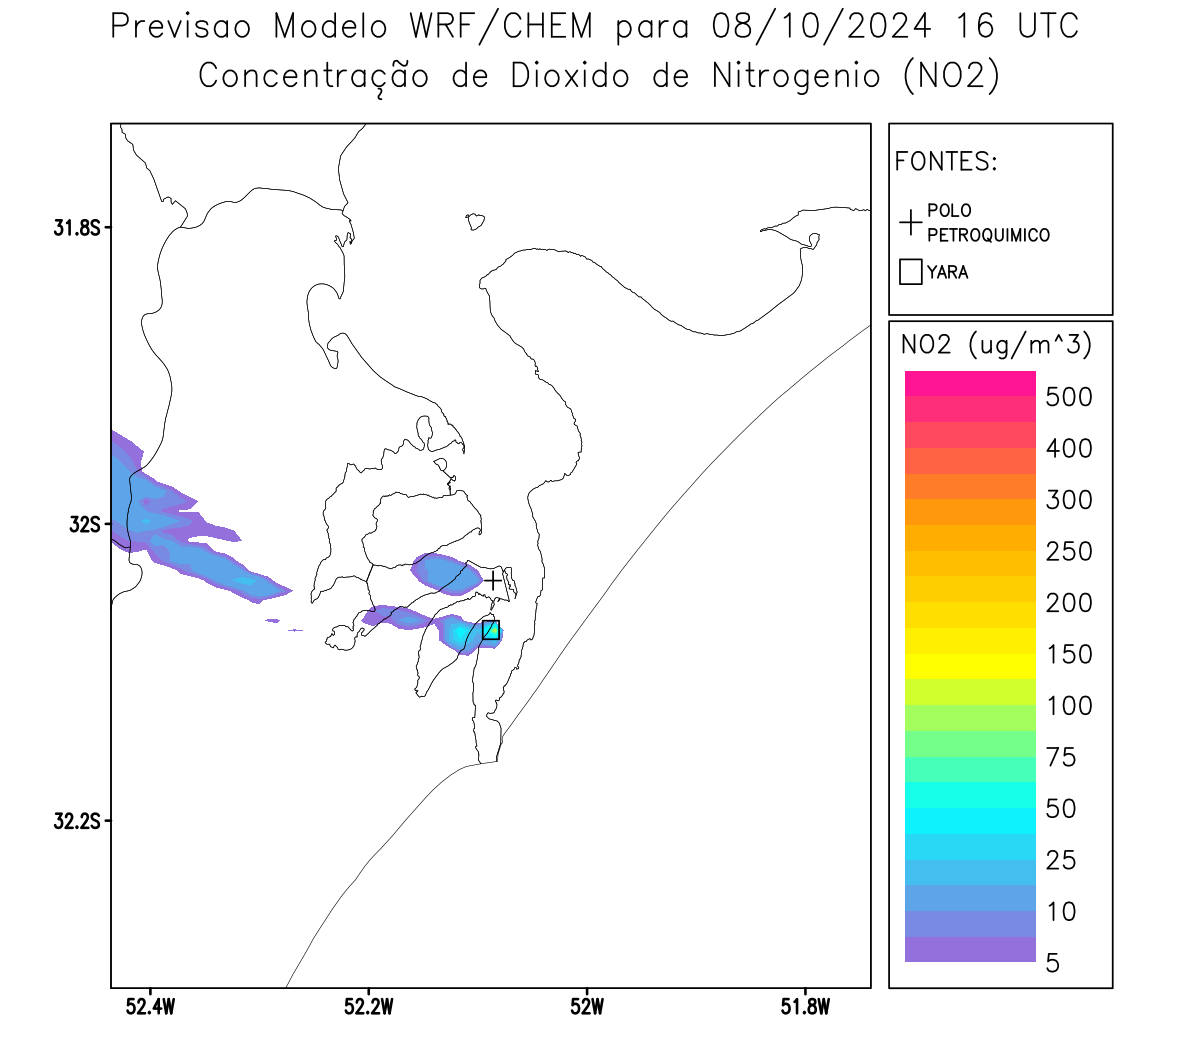 Previsao Modelo WRF/CHEM para 08/10/2024 16 UTC
Concentração de Dioxido de Nitrogenio (NO2)
FONTES:
POLO
PETROQUIMICO
YARA
NO2 (ug/m^3)
500
400
300
250
200
150
100
75
50
25
10
5
31.8S
32S
32.2S
52.4W
52.2W
52W
51.8W